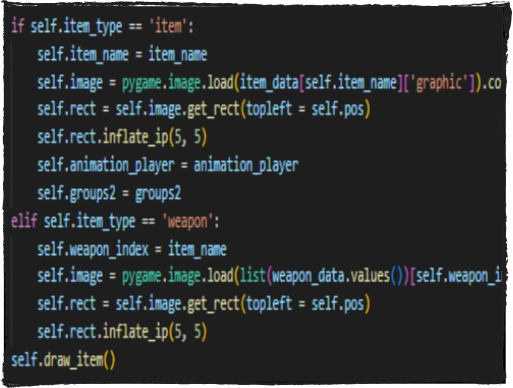 if self.item_type == 'item':
self.item_name = item_name
self.image = pygame.image.load(item_data[self.item_name]['graphic']).co
self.rect = self.image.get_rect(topleft = self.pos)
self.rect.inflate_ip(5, 5)
self.animation_player = animation_player
self.groups2 = groups2
elif self.item_type == 'weapon':
self.weapon_index = item_name
self.image = pygame.image.load(list(weapon_data.values())[self.weapon_i
self.rect = self.image.get_rect(topleft = self.pos)
self.rect.inflate_ip(5, 5)
self.draw_item()